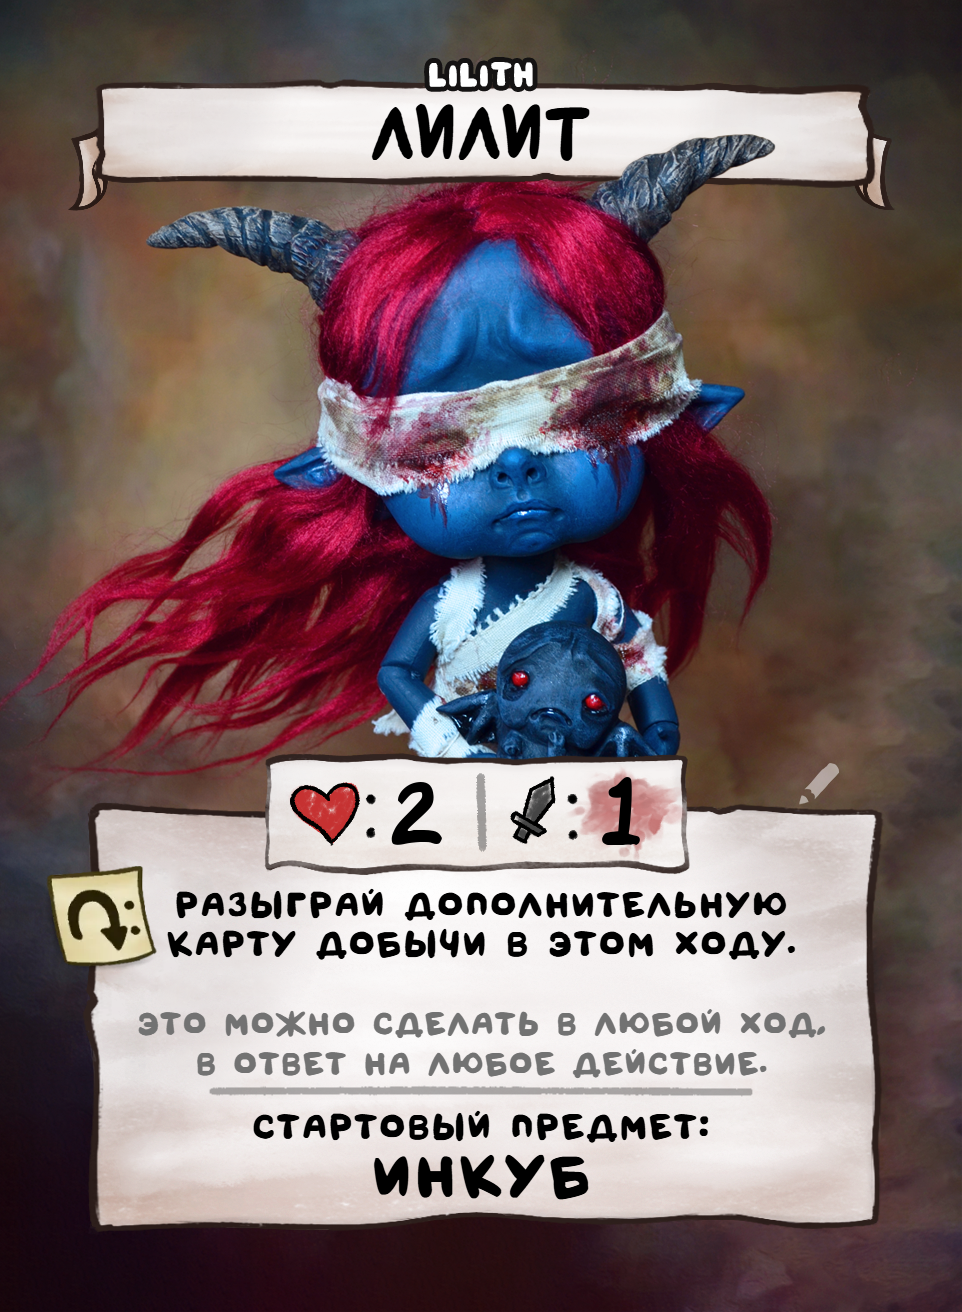 LILITH
ЛИЛИТ
2 1
РАЗЫГРАЙ ДОПОЛНИТЕЛЬНУЮ
КАРТУ ДОБЫЧИ В ЭТОМ ХОДУ.
ЭТО МОЖНО СДЕЛАТЬ В ЛЮБОЙ ХОД,
В ОТВЕТ НА ЛЮБОЕ ДЕЙСТВИЕ.
СТАРТОВЫЙ ПРЕДМЕТ:
ИНКУБ